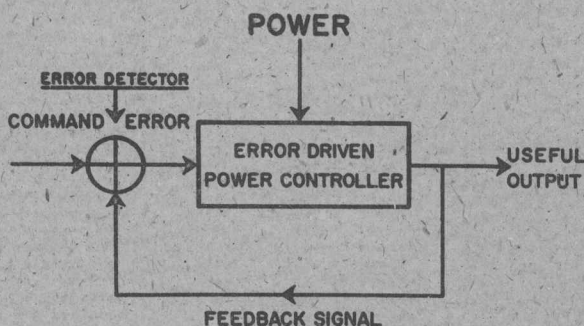 POWER
ERROR DETECTOR
COMMAND ERROR
ERROR DRIVEN
POWER CONTROLLER
USEFUL
OUTPUT
FEEDBACK SIGNAL